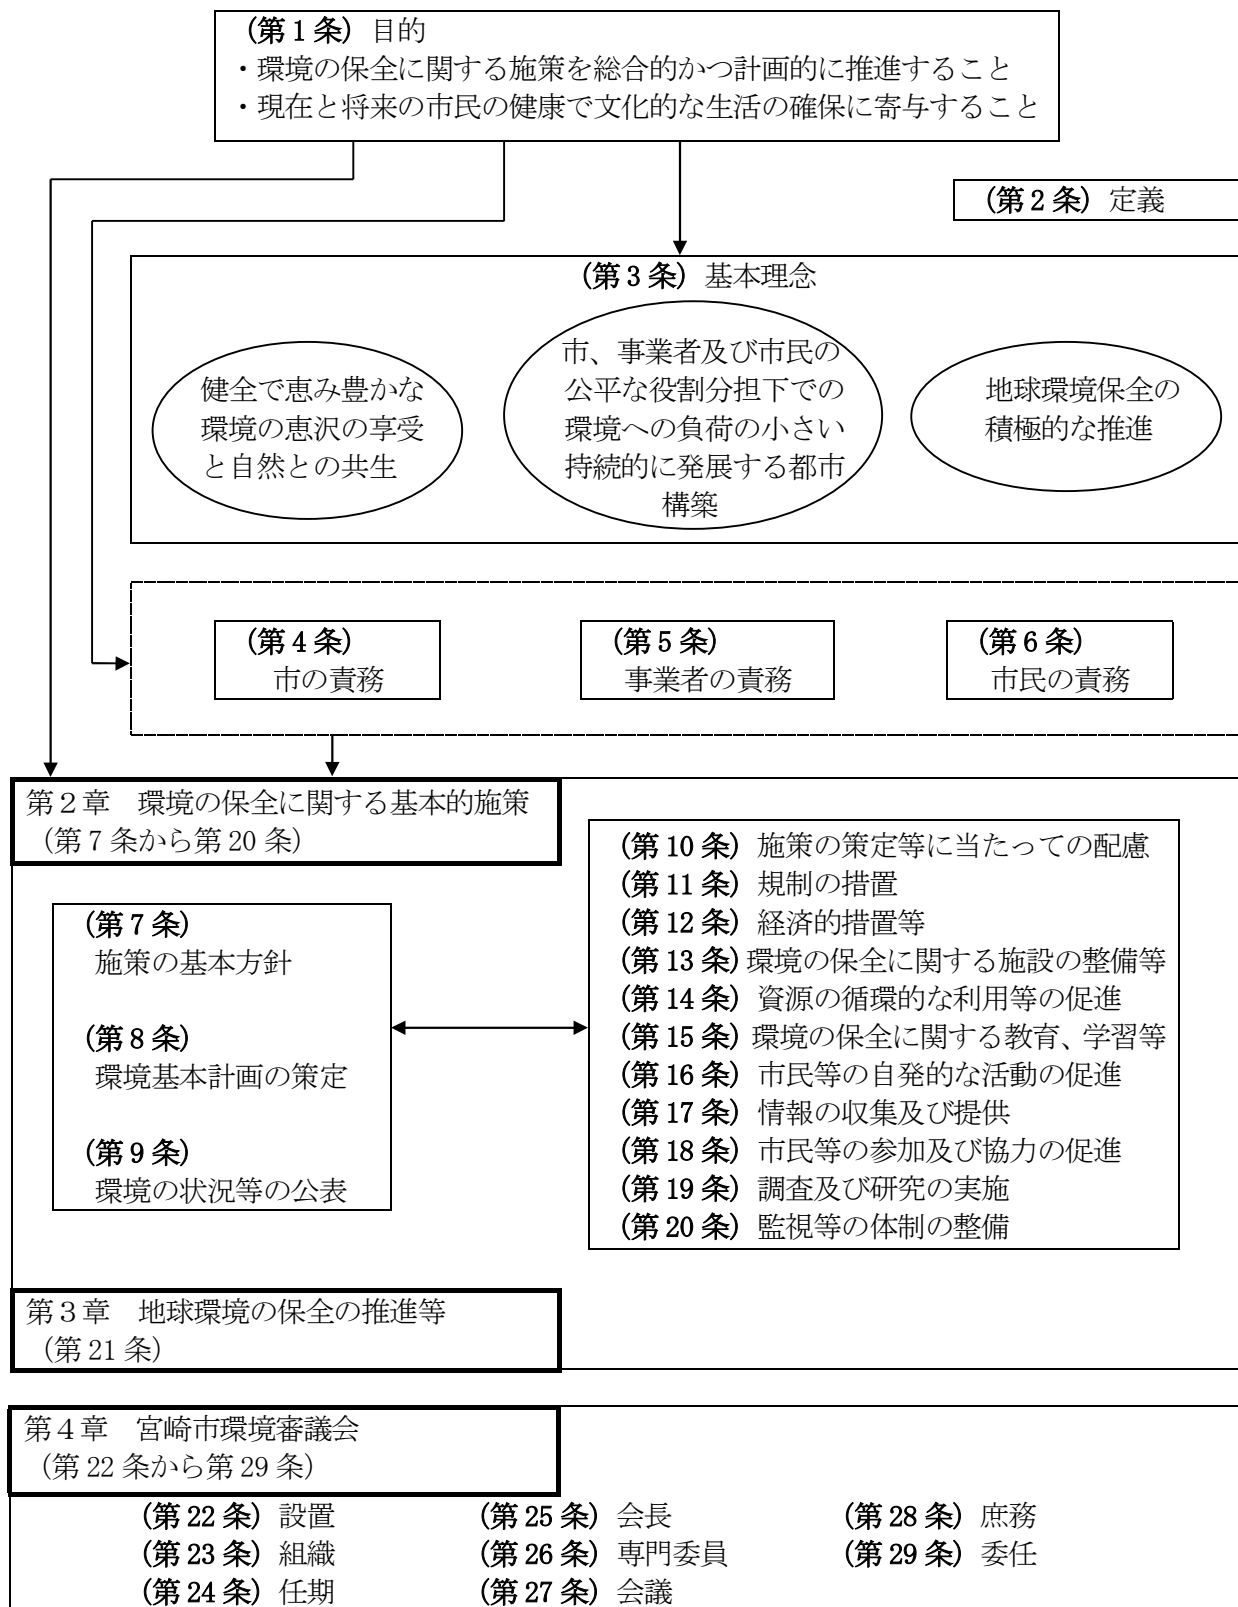 (第1条) 目的
・環境の保全に関する施策を総合的かつ計画的に推進すること
・現在と将来の市民の健康で文化的な生活の確保に寄与すること
(第2条) 定義
(第3条) 基本理念
健全で恵み豊かな
環境の恵沢の享受
と自然との共生
市、事業者及び市民の
公平な役割分担下での
環境への負荷の小さい
持続的に発展する都市
構築
地球環境保全の
積極的な推進
(第4条)
市の責務
(第5条)
事業者の責務
(第6条)
市民の責務
第2章 環境の保全に関する基本的施策
(第7条から第20条)
(第7条)
施策の基本方針
(第8条)
環境基本計画の策定
(第9条)
環境の状況等の公表
(第10条) 施策の策定等に当たっての配慮
(第11条) 規制の措置
(第12条) 経済的措置等
(第13条) 環境の保全に関する施設の整備等
(第14条) 資源の循環的な利用等の促進
(第15条) 環境の保全に関する教育、学習等
(第16条) 市民等の自発的な活動の促進
(第17条) 情報の収集及び提供
(第18条) 市民等の参加及び協力の促進
(第19条) 調査及び研究の実施
(第20条) 監視等の体制の整備
第3章 地球環境の保全の推進等
(第21条)
第4章 宮崎市環境審議会
(第22条から第29条)
(第22条) 設置
(第23条) 組織
(第24条) 任期
(第25条) 会長
(第26条) 専門委員
(第27条) 会議
(第28条) 庶務
(第29条) 委任